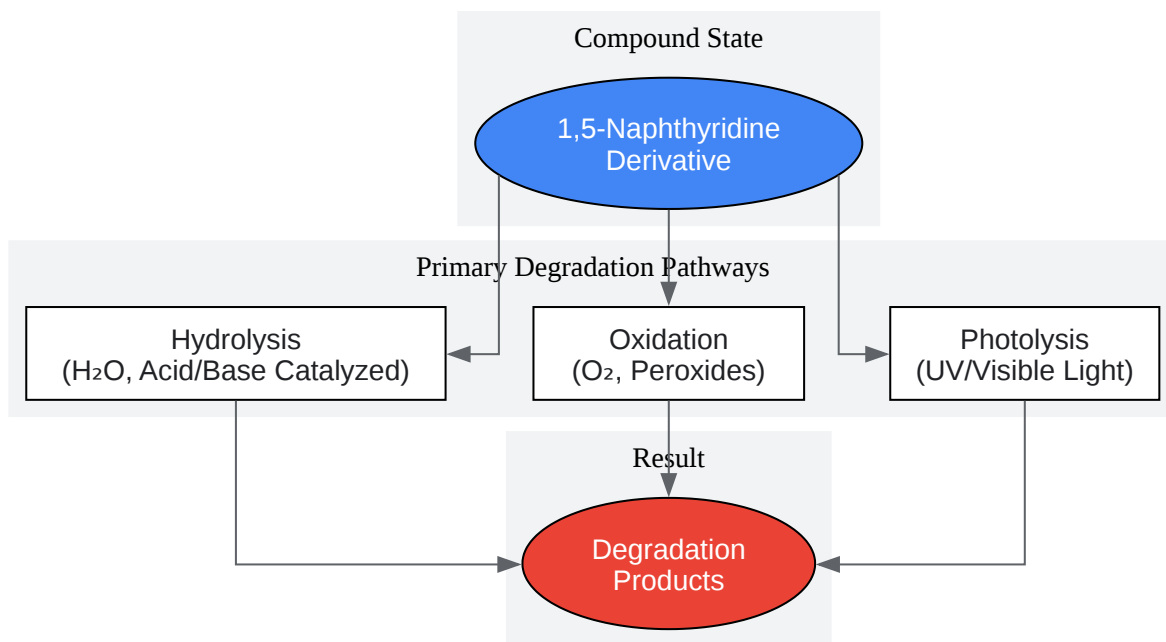 Compound State
1,5-Naphthyridine
Derivative
Primary Degradation Pathways
Hydrolysis
(H₂O, Acid/Base Catalyzed)
Oxidation
(O₂, Peroxides)
Photolysis
(UV/Visible Light)
Result
Degradation
Products